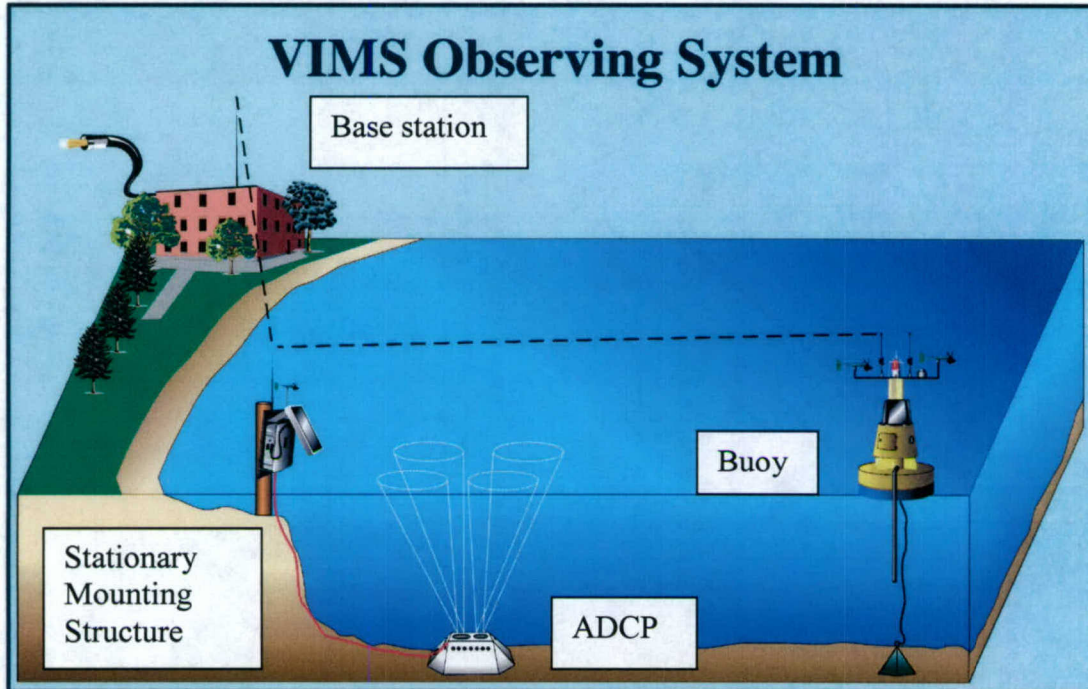 VIMS Observing System
Base station
Buoy
Stationary
Mounting
Structure
ADCP